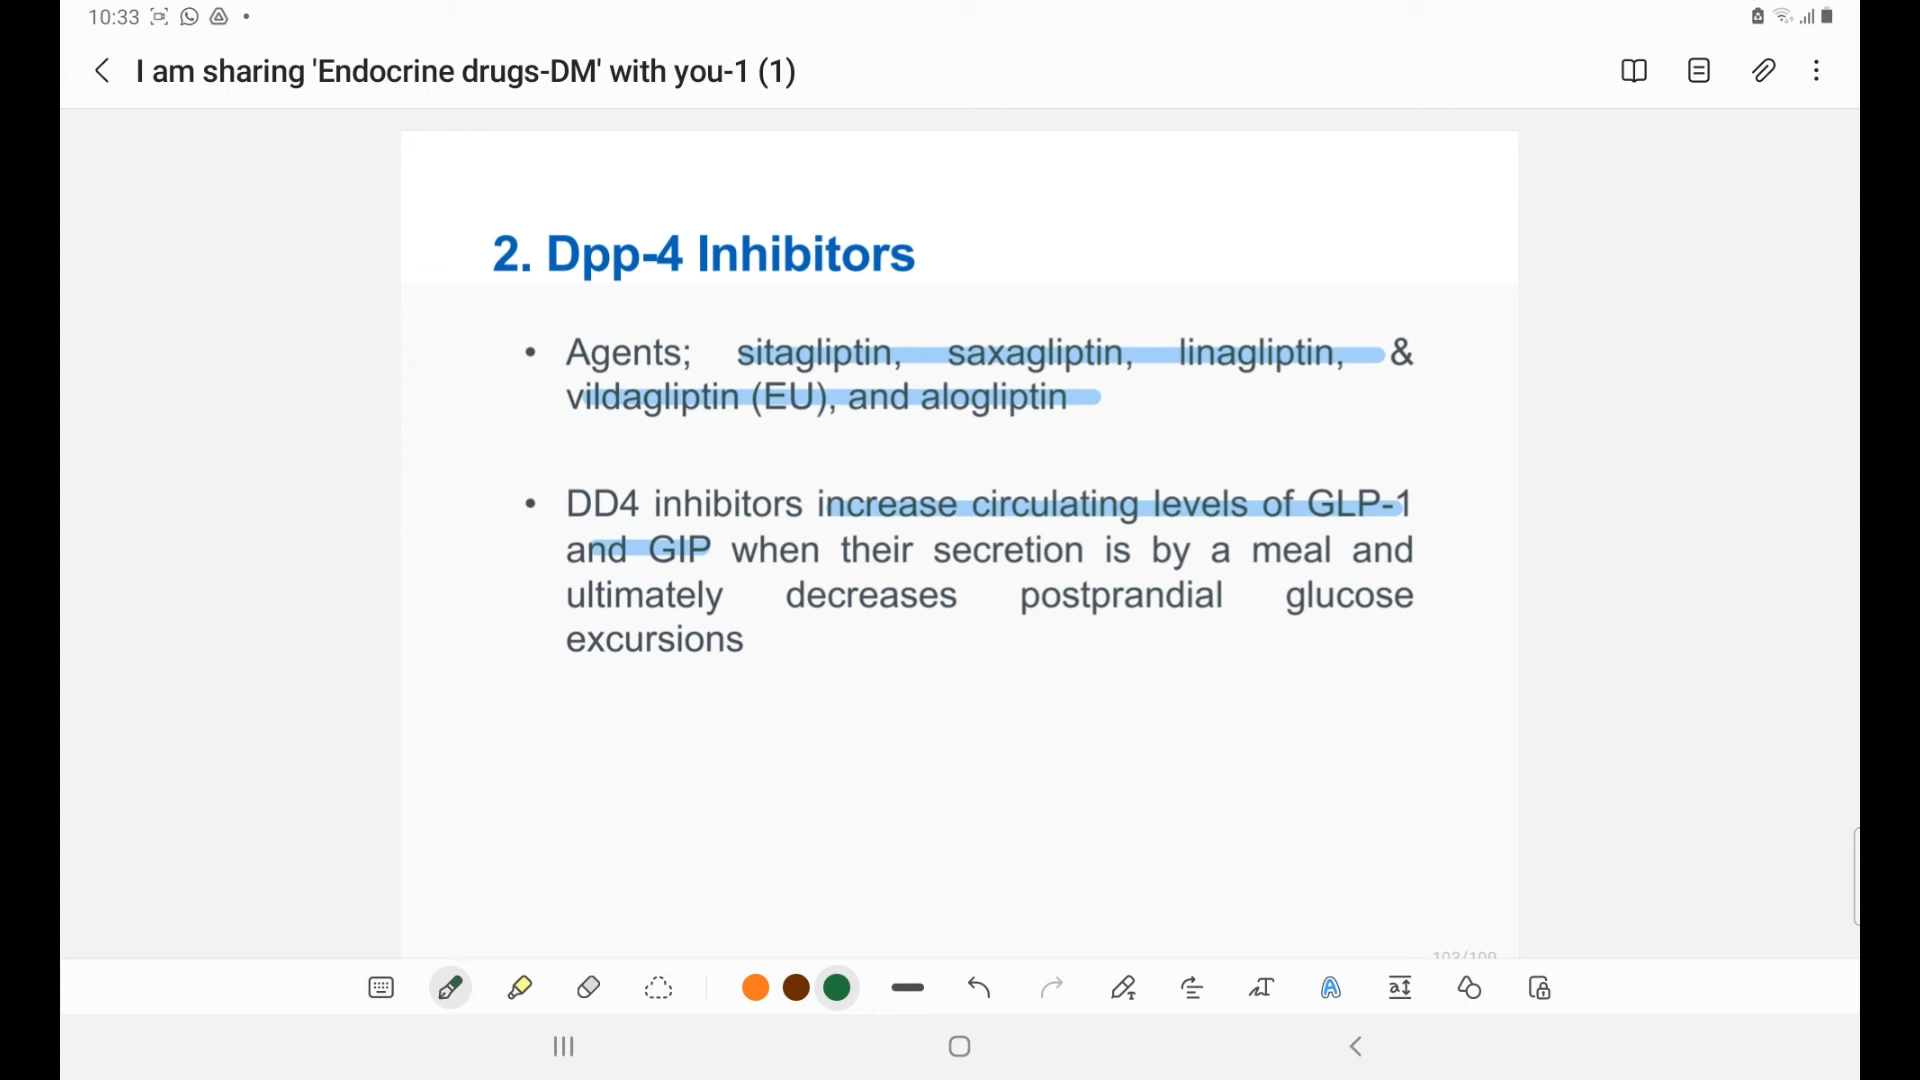 10:33
I am sharing 'Endocrine drugs-DM' with you-1 (1)
2. Dpp-4 Inhibitors
• Agents; sitagliptin, saxagliptin, linagliptin, &
vildagliptin (EU), and alogliptin
• DD4 inhibitors increase circulating levels of GLP-1
and GIP when their secretion is by a meal and
ultimately decreases postprandial glucose
excursions
103/109